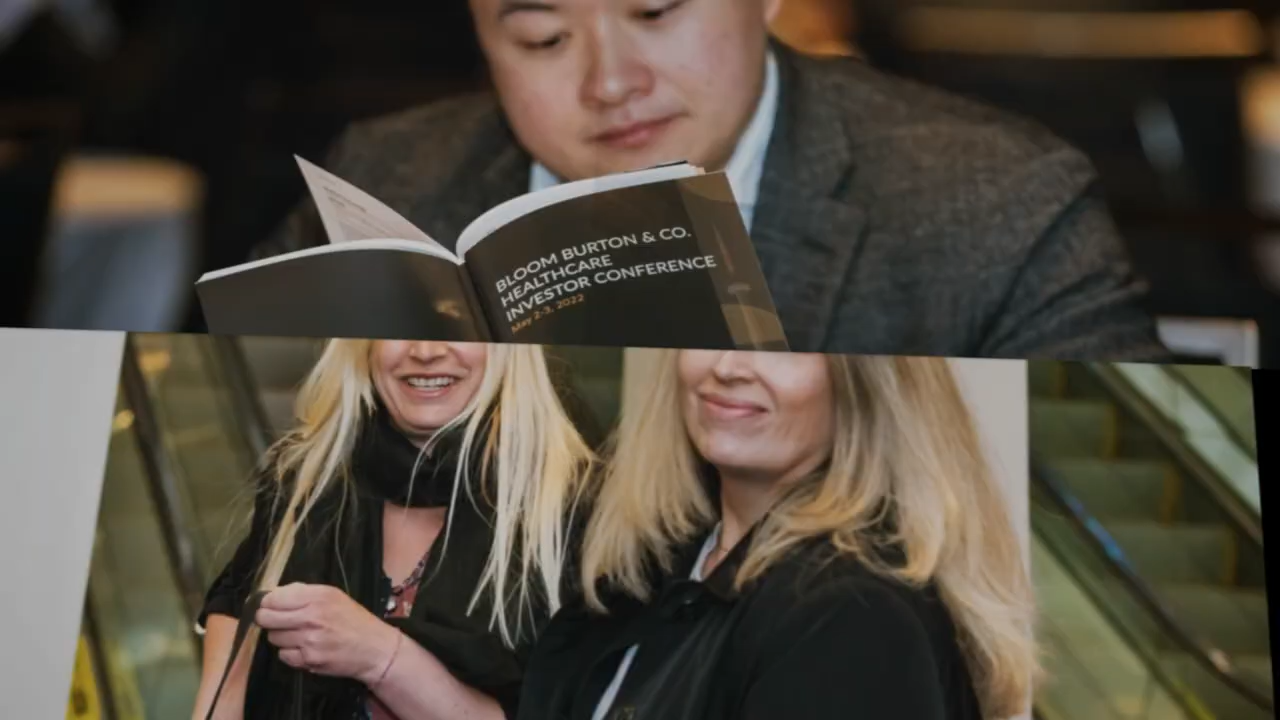 BLOOM BURTON & CO.
HEALTHCARE
INVESTOR CONFERENCE
May 2-3, 2022